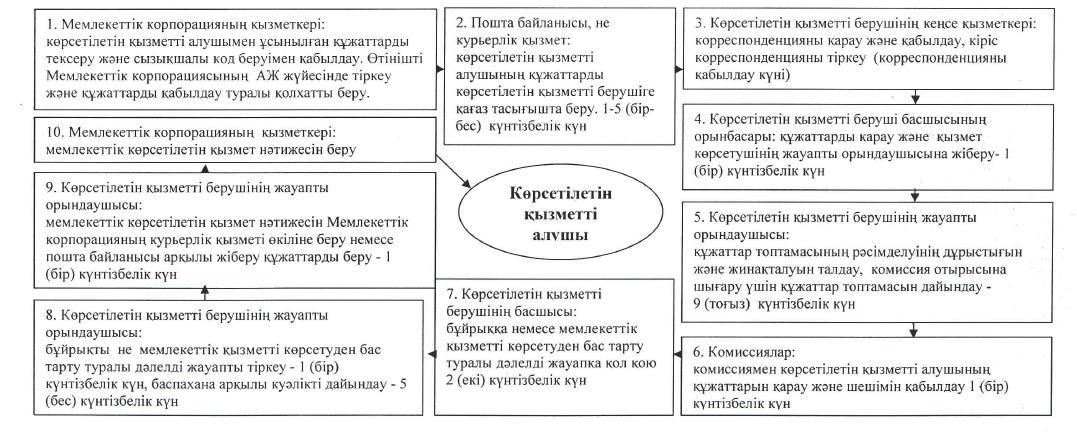 1. Мемлекеттік корпорацияның қызметкері:
көрсетілетін қызметті алушымен ұсынылған құжаттарды
тексеру және сызықшалы код беруімен қабылдау. Өтінішті
Мемлекеттік корпорациясының АЖ жүйесінде тіркеу
және құжаттарды қабылдау туралы қолхатты беру.
2. Пошта байланысы, не
курьерлік қызмет:
көрсетілетін қызметті
алушының құжаттарды
көрсетілетін қызметті берушіге
қағаз тасығышта беру. 1-5 (бір-
бес) күнтізбелік күн
3. Көрсетілетін қызметті берушінің кеңсе қызметкері:
корреспонденцияны қарау және қабылдау, кіріс
корреспонденцияны тіркеу (корреспонденцияны
қабылдау күні)
4. Көрсетілетін қызметті беруші басшысының
орынбасары: құжаттарды қарау және қызмет
көрсетушінің жауапты орындаушысына жіберу- 1
(бір) күнтізбелік күн
5. Көрсетілетін қызметті берушінің жауапты
орындаушысы:
құжаттар топтамасының рәсімделуінің дұрыстығын
және жинақталуын талдау, комиссия отырысына
шығару үшін құжаттар топтамасын дайындау -
9 (тоғыз) күнтізбелік күн
6. Комиссиялар:
комиссиямен көрсетілетін қызметті алушының
құжаттарын қарау және шешімін қабылдау 1 (бір)
күнтізбелік күн
7. Көрсетілетін қызметті
берушінің басшысы:
бұйрыққа немесе мемлекеттік
қызметті көрсетуден бас тарту
туралы дәлелді жауапқа қол қою
2 (екі) күнтізбелік күн
8. Көрсетілетін қызметті берушінің жауапты
орындаушысы:
бұйрықты не мемлекеттік қызметті көрсетуден бас
тарту туралы дәлелді жауапты тіркеу - 1 (бір)
күнтізбелік күн, баспахана арқылы куәлікті дайындау - 5
(бес) күнтізбелік күн
9. Көрсетілетін қызметті берушінің жауапты
орындаушысы:
мемлекеттік көрсетілетін қызмет нәтижесін Мемлекеттік
корпорацияның курьерлік қызметі өкіліне беру немесе
пошта байланысы арқылы жіберу құжаттарды беру - 1
(бір) күнтізбелік күн
10. Мемлекеттік корпорацияның қызметкері:
мемлекеттік көрсетілетін қызмет нәтижесін беру
Көрсетілетін
қызметті
алушы